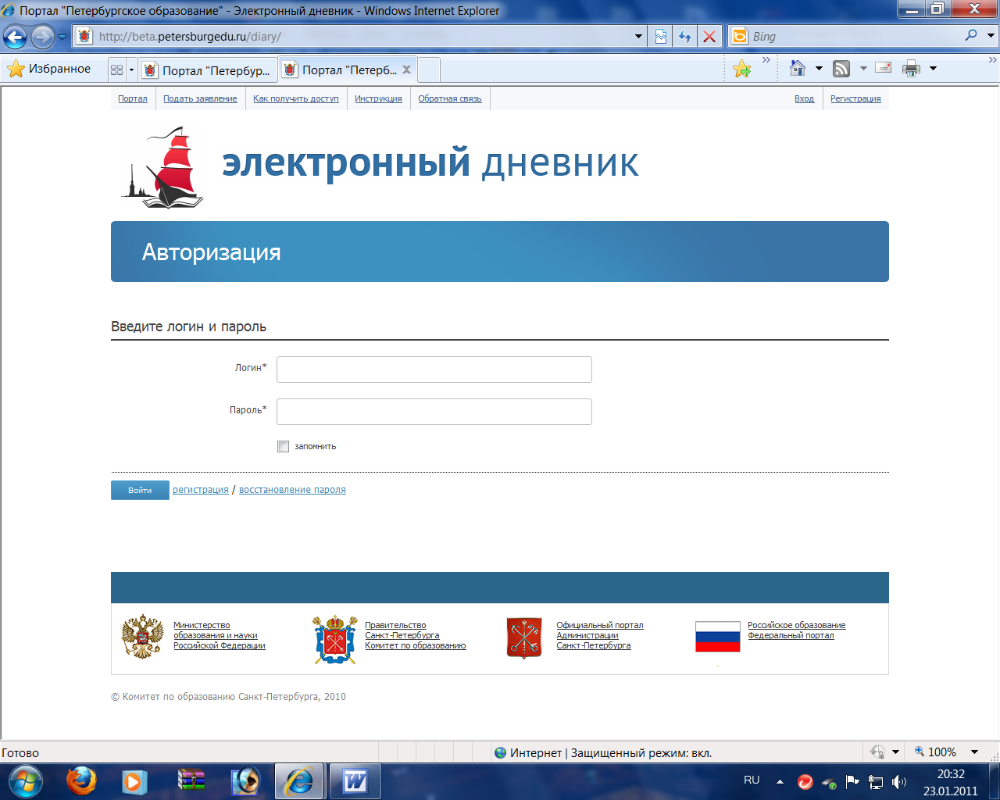 Портал "Петербургское образование" - Электронный дневник - Windows Internet Explorer
http://beta.petersburgedu.ru/diary/
Bing
Избранное
Портал "Петербур...
Портал "Петерб...
Портал
Подать заявление
Как получить доступ
Инструкция
Обратная связь
Вход
Регистрация
электронный дневник
Авторизация
Введите логин и пароль
Логин*
Пароль*
запомнить
Войти регистрация / восстановление пароля
Министерство
образования и науки
Российской Федерации
Правительство
Санкт-Петербурга
Комитет по образованию
Официальный портал
Администрации
Санкт-Петербурга
Российское образование
Федеральный портал
© Комитет по образованию Санкт-Петербурга, 2010
Готово
Интернет | Защищенный режим: вкл.
100%
RU
20:32
23.01.2011